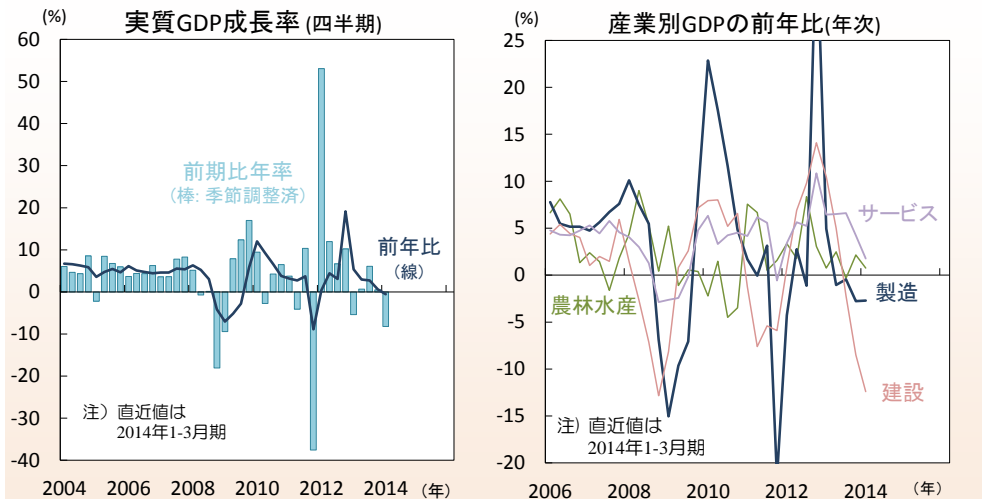 実質GDP成長率 (四半期)
(%)
60
50
40
30
20
10
0
-10
-20
-30
-40
前期比年率
(棒: 季節調整済)
前年比
(線)
注） 直近値は
2014年1-3月期
2004 2006 2008 2010 2012 2014 (年)
産業別GDPの前年比(年次)
(%)
25
20
15
10
5
0
-5
-10
-15
-20
サービス
農林水産
製造
建設
注) 直近値は
2014年1-3月期
2006 2008 2010 2012 2014 (年)